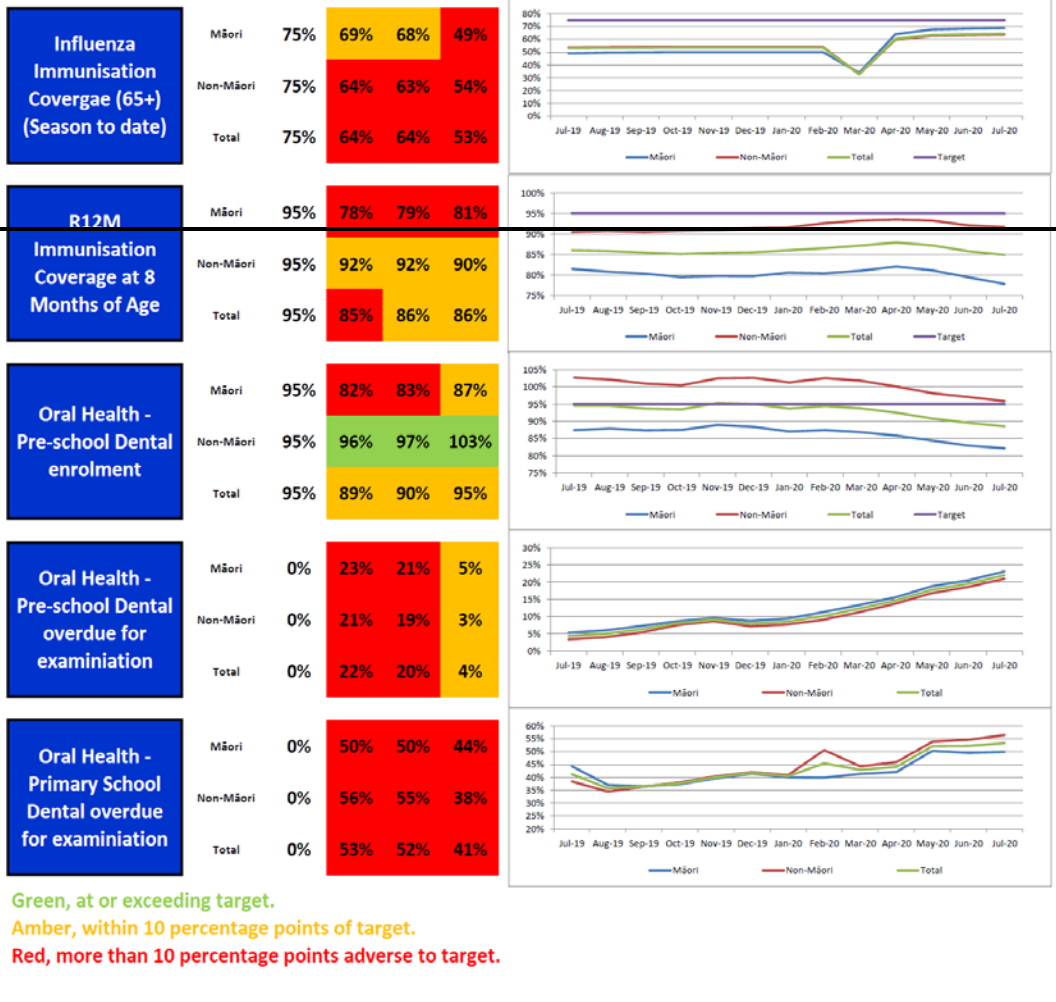 Influenza
Immunisation
Covergae (65+)
(Season to date)
Māori 75% 69% 68% 49%
Non-Māori 75% 64% 63% 54%
Total 75% 64% 64% 53%
80%
70%
60%
50%
40%
30%
20%
10%
0%
Jul-19 Aug-19 Sep-19 Oct-19 Nov-19 Dec-19 Jan-20 Feb-20 Mar-20 Apr-20 May-20 Jun-20 Jul-20
Māori Non-Māori Total Target
R12M
Immunisation
Coverage at 8
Months of Age
Māori 95% 78% 79% 81%
Non-Māori 95% 92% 92% 90%
Total 95% 85% 86% 86%
100%
95%
90%
85%
80%
75%
Jul-19 Aug-19 Sep-19 Oct-19 Nov-19 Dec-19 Jan-20 Feb-20 Mar-20 Apr-20 May-20 Jun-20 Jul-20
Māori Non-Māori Total Target
Oral Health -
Pre-school Dental
enrolment
Māori 95% 82% 83% 87%
Non-Māori 95% 96% 97% 103%
Total 95% 89% 90% 95%
105%
100%
95%
90%
85%
80%
75%
Jul-19 Aug-19 Sep-19 Oct-19 Nov-19 Dec-19 Jan-20 Feb-20 Mar-20 Apr-20 May-20 Jun-20 Jul-20
Māori Non-Māori Total Target
Oral Health -
Pre-school Dental
overdue for
examiniation
Māori 0% 23% 21% 5%
Non-Māori 0% 21% 19% 3%
Total 0% 22% 20% 4%
30%
25%
20%
15%
10%
5%
0%
Jul-19 Aug-19 Sep-19 Oct-19 Nov-19 Dec-19 Jan-20 Feb-20 Mar-20 Apr-20 May-20 Jun-20 Jul-20
Māori Non-Māori Total
Oral Health -
Primary School
Dental overdue
for examiniation
Māori 0% 50% 50% 44%
Non-Māori 0% 56% 55% 38%
Total 0% 53% 52% 41%
60%
55%
50%
45%
40%
35%
30%
25%
20%
Jul-19 Aug-19 Sep-19 Oct-19 Nov-19 Dec-19 Jan-20 Feb-20 Mar-20 Apr-20 May-20 Jun-20 Jul-20
Māori Non-Māori Total
Green, at or exceeding target.
Amber, within 10 percentage points of target.
Red, more than 10 percentage points adverse to target.